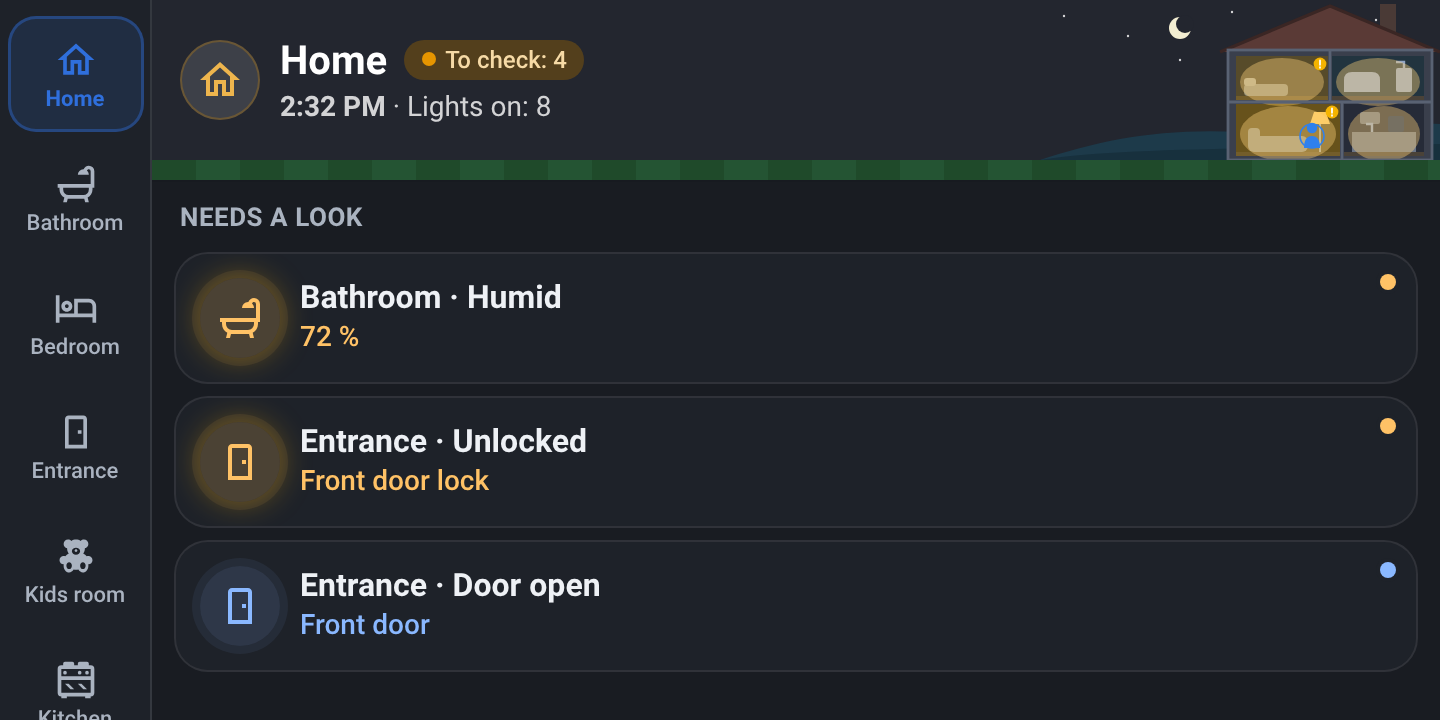 Home
Bathroom
Bedroom
Entrance
Kids room
Kitchen
Home
To check: 4
2:32 PM · Lights on: 8
NEEDS A LOOK
Bathroom · Humid
72 %
Entrance · Unlocked
Front door lock
Entrance · Door open
Front door